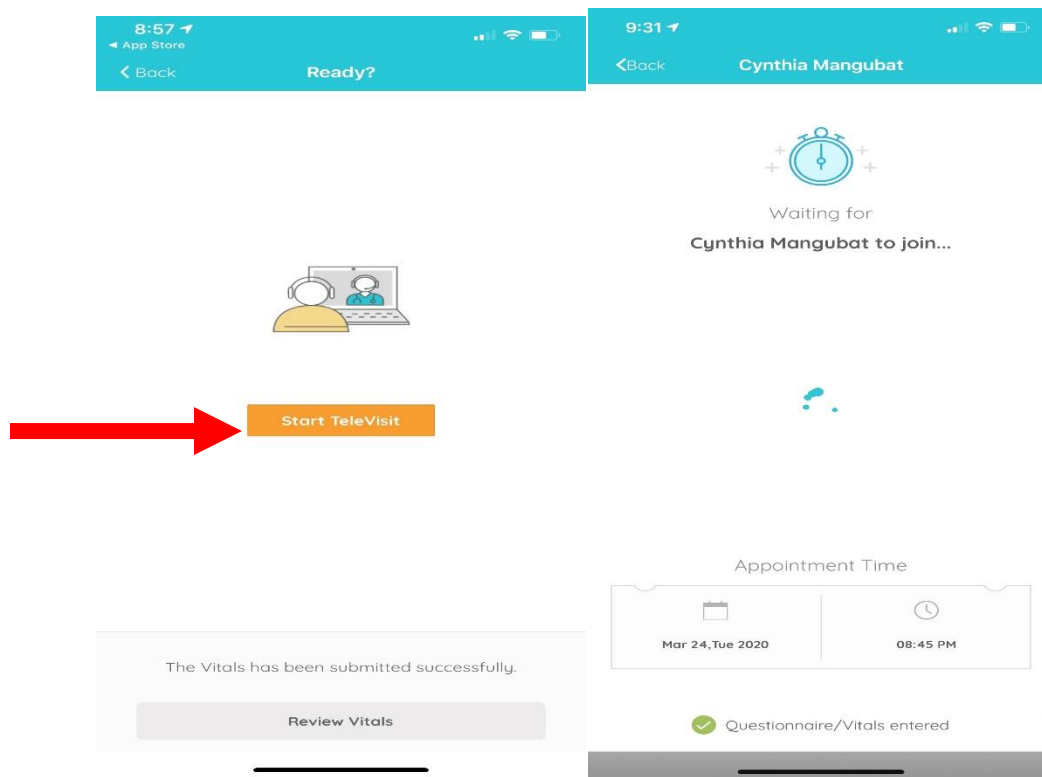 8:57
◄ App Store
Back
Ready?
Start TeleVisit
The Vitals has been submitted successfully.
Review Vitals
9:31
Back
Cynthia Mangubat
Waiting for
Cynthia Mangubat to join...
Appointment Time
Mar 24,Tue 2020
08:45 PM
Questionnaire/Vitals entered